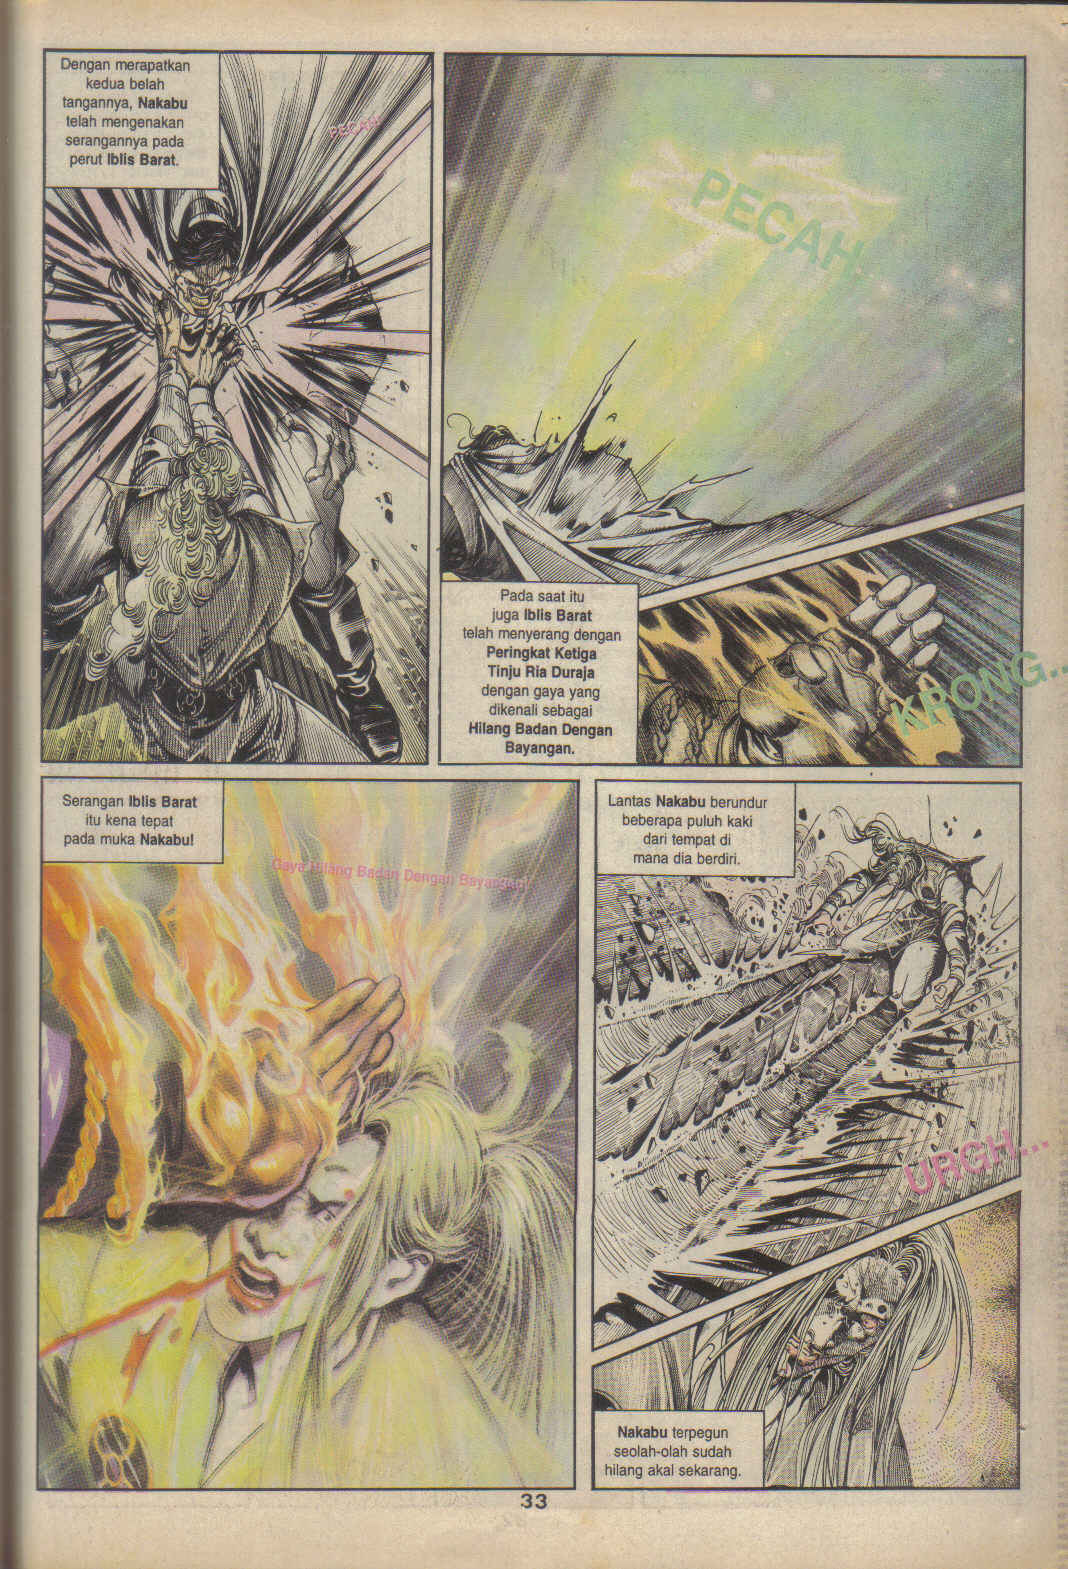 Dengan merapatkan
kedua belah
tangannya, Nakabu
telah mengenakan
serangannya pada
perut Iblis Barat.
PECAH!
PECAH...
Pada saat itu
juga Iblis Barat
telah menyerang dengan
Peringkat Ketiga
Tinju Ria Duraja
dengan gaya yang
dikenali sebagai
Hilang Badan Dengan
Bayangan.
KRONG...
Serangan Iblis Barat
itu kena tepat
pada muka Nakabu!
Gaya Hilang Badan Dengan Bayangan!
Lantas Nakabu berundur
beberapa puluh kaki
dari tempat di
mana dia berdiri.
URGH...
Nakabu terpegun
seolah-olah sudah
hilang akal sekarang.
33